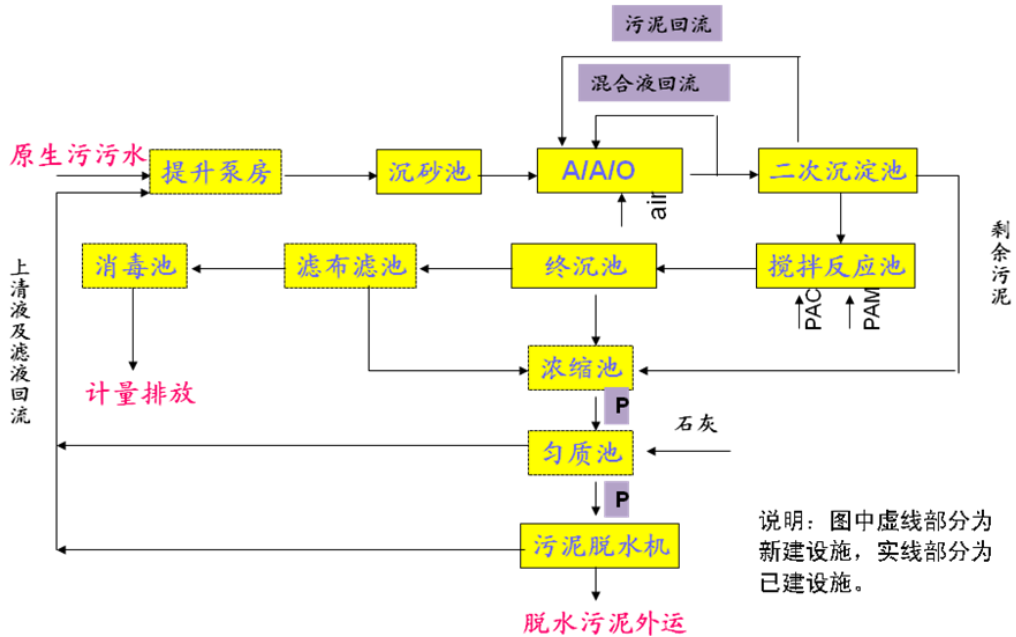 污泥回流
混合液回流
原生污污水
提升泵房
沉砂池
A/A/O
二次沉淀池
air
消毒池
滤布滤池
终沉池
搅拌反应池
PAC
PAM
剩余污泥
上清液及滤液回流
计量排放
浓缩池
P
匀质池
石灰
P
污泥脱水机
脱水污泥外运
说明：图中虚线部分为
新建设施，实线部分为
已建设施。